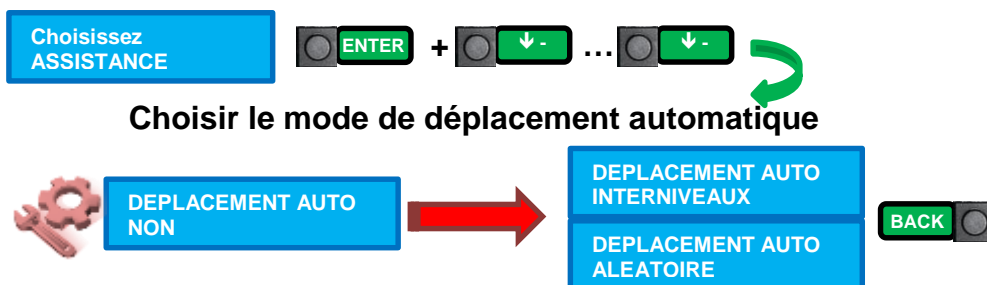 Choisissez
ASSISTANCE
ENTER + 🡳 - … 🡳 -
Choisir le mode de déplacement automatique
DEPLACEMENT AUTO
NON
DEPLACEMENT AUTO
INTERNIVEAUX
BACK
DEPLACEMENT AUTO
ALEATOIRE